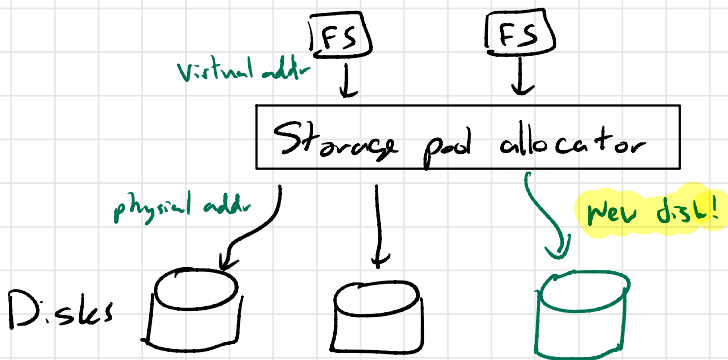 FS FS
Virtual addr
Storage pool allocator
physical addr
New disk!
Disks